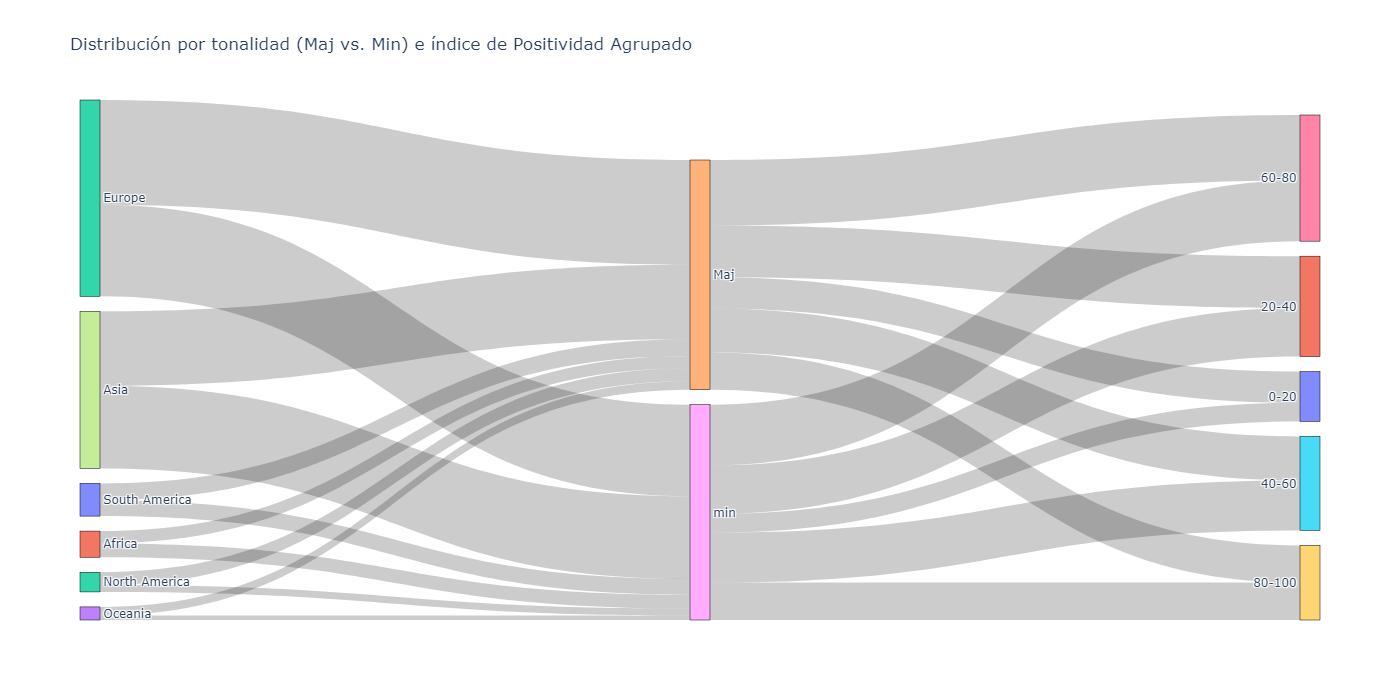 Distribución por tonalidad (Maj vs. Min) e índice de Positividad Agrupado
Europe
Asia
South America
Africa
North America
Oceania
Maj
min
60-80
20-40
0-20
40-60
80-100